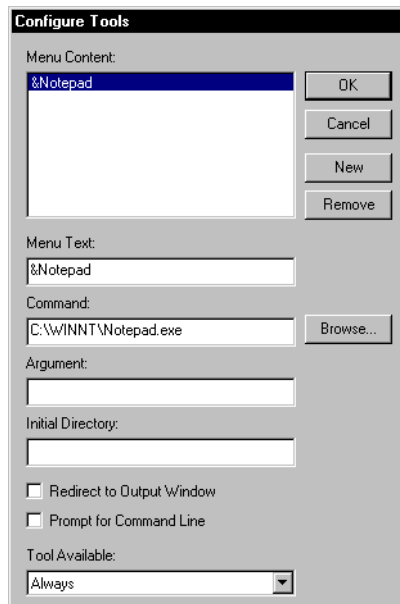 Configure Tools
Menu Content:
&Notepad
OK
Cancel
New
Remove
Menu Text:
&Notepad
Command:
C:\WINNT\Notepad.exe
Browse...
Argument:
Initial Directory:
Redirect to Output Window
Prompt for Command Line
Tool Available:
Always